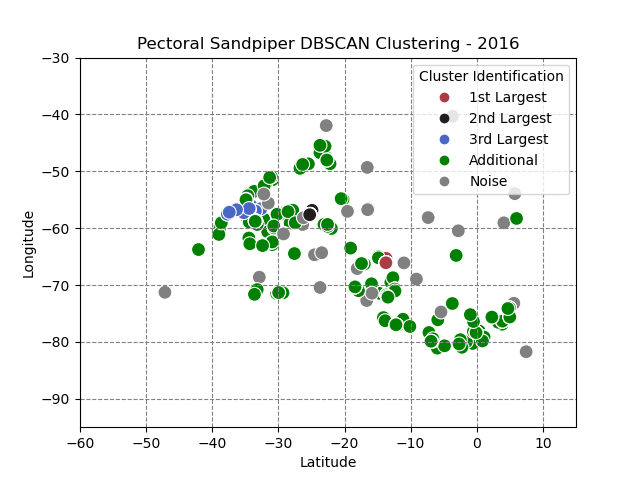 Pectoral Sandpiper DBSCAN Clustering - 2016
Cluster Identification
1st Largest
2nd Largest
3rd Largest
Additional
Noise
Longitude
−30
−40
−50
−60
−70
−80
−90
−60 −50 −40 −30 −20 −10 0 10
Latitude